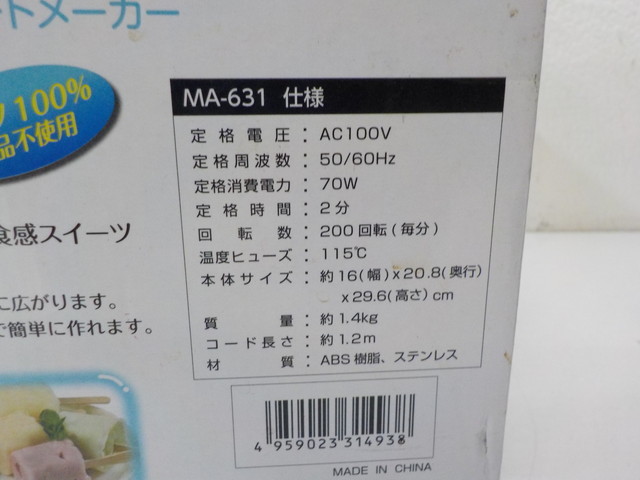 ートメーカー
100%
品不使用
MA-631 仕様
定格電圧：AC100V
定格周波数：50/60Hz
定格消費電力：70W
定格時間：2分
回転数：200回転(毎分)
温度ヒューズ：115℃
本体サイズ：約16(幅)x20.8(奥行)
x29.6(高さ)cm
質量：約1.4kg
コード長さ：約1.2m
材質：ABS樹脂、ステンレス
食感スイーツ
に広がります。
で簡単に作れます。
4 959023 314938
MADE IN CHINA